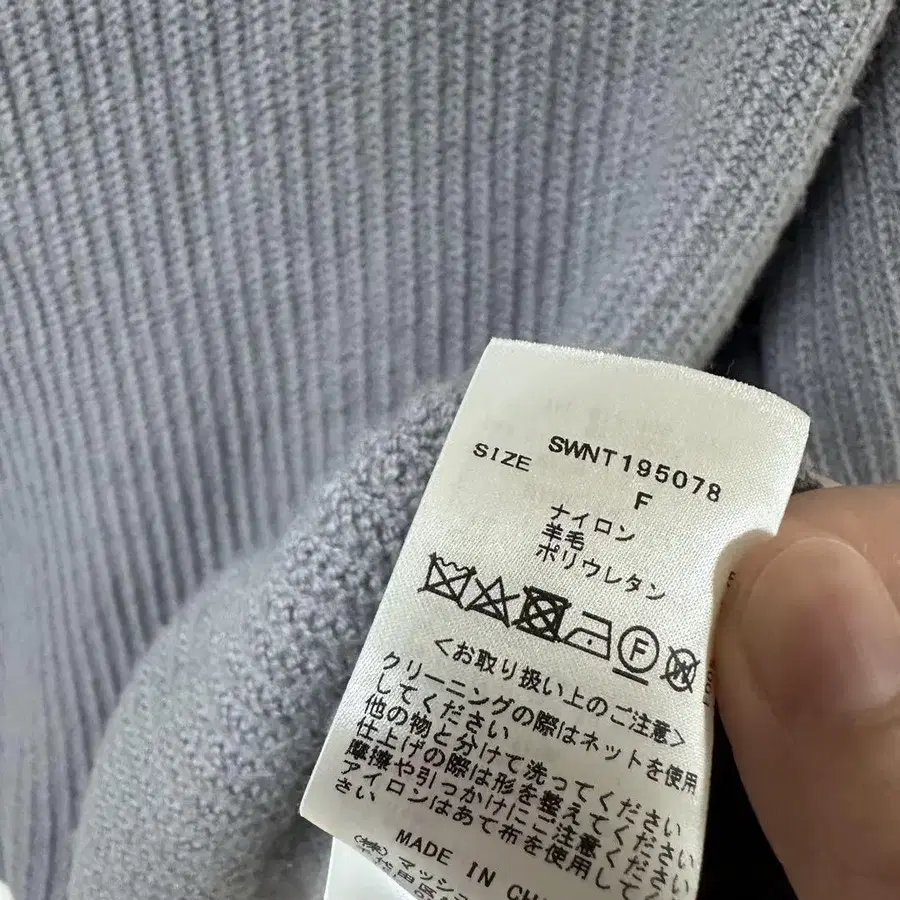 SWNT195078
SIZE F
ナイロン
羊毛
ポリウレタン
F
W
<お取り扱い上のご注意>
クリーニングの際はネットを使用
してください
他の物と分けて洗ってください
仕上げの際は形を整えてください
摩擦や引っかけにご注意ください
アイロンはあて布を使用してくだ
さい
MADE IN
(株)マッシュ